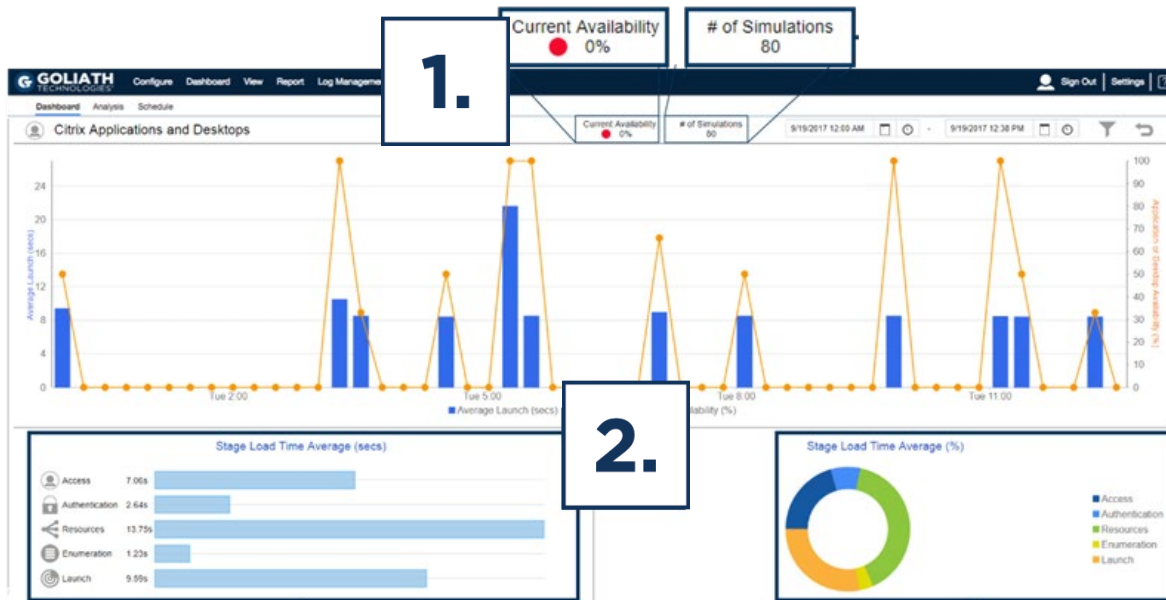 Current Availability
0%
# of Simulations
80
1.
GOLIATH
TECHNOLOGIES
Configure Dashboard View Report Log Manageme
Sign Out Settings
Dashboard Analysis Schedule
Citrix Applications and Desktops
Current Availability
0%
# of Simulations
80
9/19/2017 12:00 AM - 9/19/2017 12:38 PM
24
20
16
12
8
4
0
Average Launch (secs)
100
90
80
70
60
50
40
30
20
10
0
Application or Desktop Availability (%)
Tue 2:00 Tue 5:00 Tue 8:00 Tue 11:00
Average Launch (secs)
lability (%)
2.
Stage Load Time Average (secs)
Access 7.06s
Authentication 2.64s
Resources 13.75s
Enumeration 1.23s
Launch 9.59s
Stage Load Time Average (%)
Access
Authentication
Resources
Enumeration
Launch